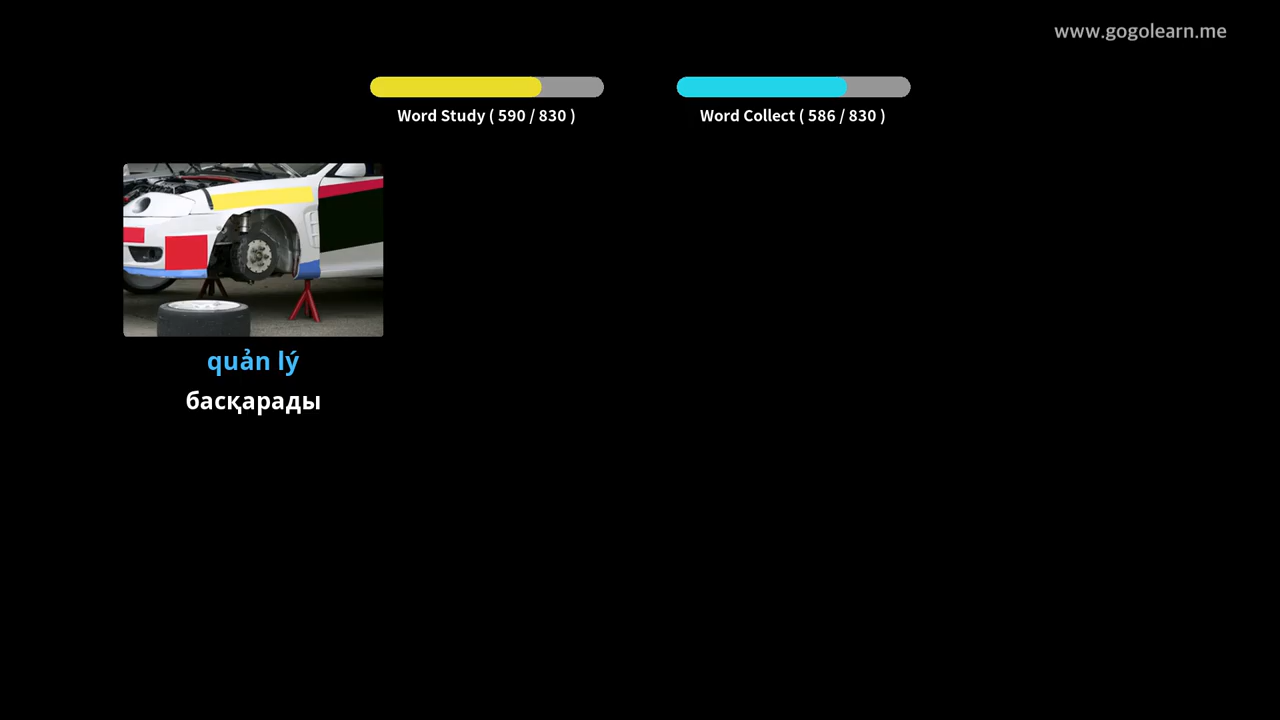 www.gogolearn.me
Word Study ( 590 / 830 )
Word Collect ( 586 / 830 )
quản lý
басқарады